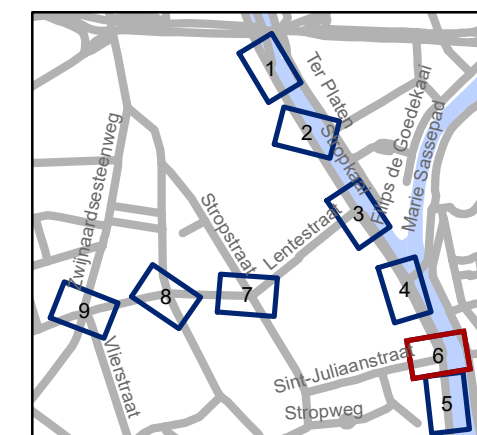 1
Ter Platen
2
Stropkaai
Filips de Goedekaai
Marie Sassepad
Zwijnaardsesteenweg
Stropstraat
Lentestraat
3
4
7
8
9
Vlierstraat
Sint-Juliaanstraat
6
Stropweg
5